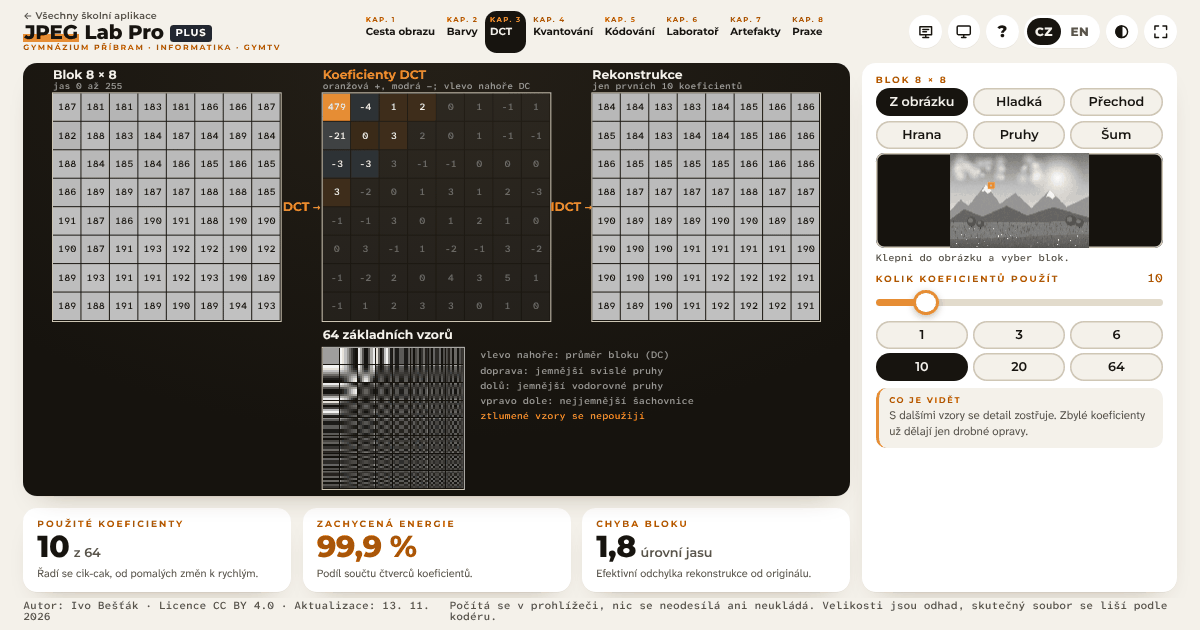 ← Všechny školní aplikace
JPEG Lab Pro PLUS
GYMNÁZIUM PŘÍBRAM · INFORMATIKA · GYMTV
KAP. 1 KAP. 2 KAP. 3 KAP. 4 KAP. 5 KAP. 6 KAP. 7 KAP. 8
Cesta obrazu Barvy DCT Kvantování Kódování Laboratoř Artefakty Praxe
? CZ EN
Blok 8 × 8
jas 0 až 255
187 181 181 183 186 186 186 187
182 188 183 184 187 184 189 184
188 184 185 184 186 185 186 185
186 189 189 187 187 188 188 185
191 187 186 190 191 188 190 187
190 187 191 193 192 192 190 192
189 193 191 191 192 193 190 189
189 188 191 189 190 189 194 193
DCT →
Koeficienty DCT
oranžová +, modrá −; vlevo nahoře DC
479 -4 1 2 0 1 -1 1
-21 0 3 2 0 1 -1 -1
-3 -3 3 -1 -1 0 0 0
3 -2 0 1 3 1 2 -3
-1 -1 3 0 1 2 1 0
0 3 -1 1 -2 -1 3 -2
-1 -2 2 0 4 3 5 1
-1 1 2 3 3 0 1 0
IDCT →
Rekonstrukce
jen prvních 10 koeficientů
184 184 183 183 184 185 186 187
185 184 183 184 184 185 186 187
186 185 185 185 185 186 186 187
188 187 187 187 187 187 188 188
190 189 189 189 189 189 189 189
190 190 190 191 191 191 190 190
190 190 190 191 192 192 191 191
189 190 190 191 192 192 192 191
64 základních vzorů
vlevo nahoře: průměr bloku (DC)
doprava: jemnější svislé pruhy
dolů: jemnější vodorovné pruhy
vpravo dole: nejjemnější šachovnice
ztlumené vzory se nepoužijí
BLOK 8 × 8
Z obrázku Hladká Přechod
Hrana Pruhy Šum
Klepni do obrázku a vyber blok.
KOLIK KOEFICIENTŮ POUŽÍT 10
1 3 6
10 20 64
CO JE VIDĚT
S dalšími vzory se detail zostřuje. Zbylé koeficienty
už dělají jen drobné opravy.
POUŽITÉ KOEFICIENTY
10 z 64
Řadí se cik-cak, od pomalých změn k rychlým.
ZACHYCENÁ ENERGIE
99,9 %
Podíl součtu čtverců koeficientů.
CHYBA BLOKU
1,8 úrovní jasu
Efektivní odchylka rekonstrukce od originálu.
Autor: Ivo Bešťák · Licence CC BY 4.0 · Aktualizace: 13. 11.
2026
Počítá se v prohlížeči, nic se neodesílá ani neukládá. Velikosti jsou odhad, skutečný soubor se liší podle
kodéru.